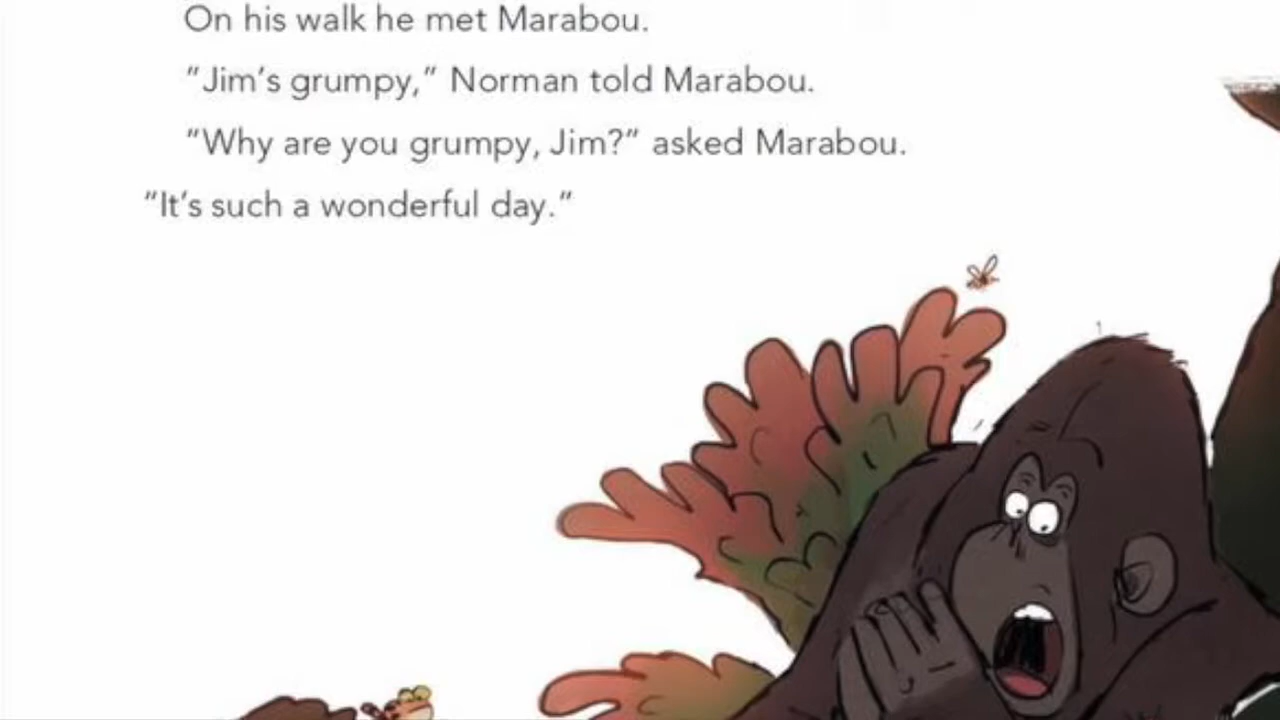 On his walk he met Marabou.
"Jim's grumpy," Norman told Marabou.
"Why are you grumpy, Jim?" asked Marabou.
"It's such a wonderful day."